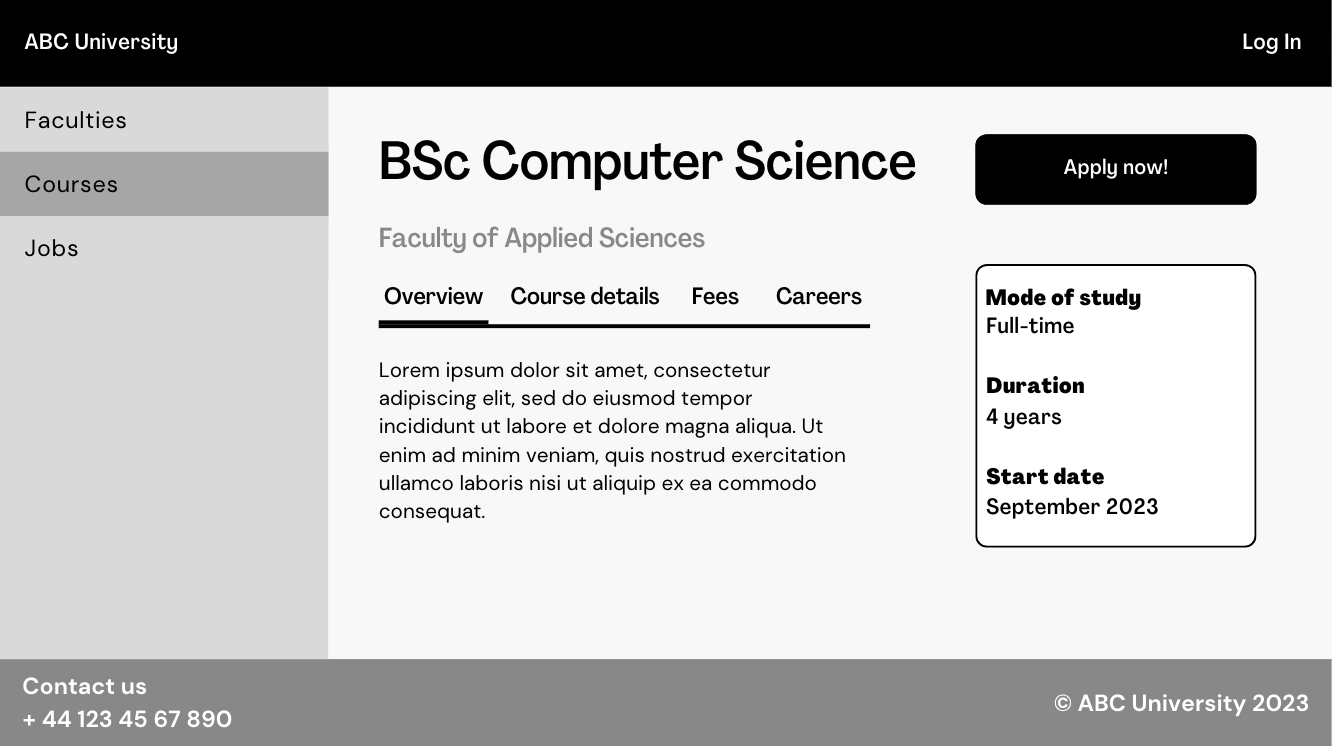 ABC University
Log In
Faculties
Courses
Jobs
BSc Computer Science
Faculty of Applied Sciences
Overview Course details Fees Careers
Lorem ipsum dolor sit amet, consectetur
adipiscing elit, sed do eiusmod tempor
incididunt ut labore et dolore magna aliqua. Ut
enim ad minim veniam, quis nostrud exercitation
ullamco laboris nisi ut aliquip ex ea commodo
consequat.
Apply now!
Mode of study
Full-time
Duration
4 years
Start date
September 2023
Contact us
+ 44 123 45 67 890
© ABC University 2023